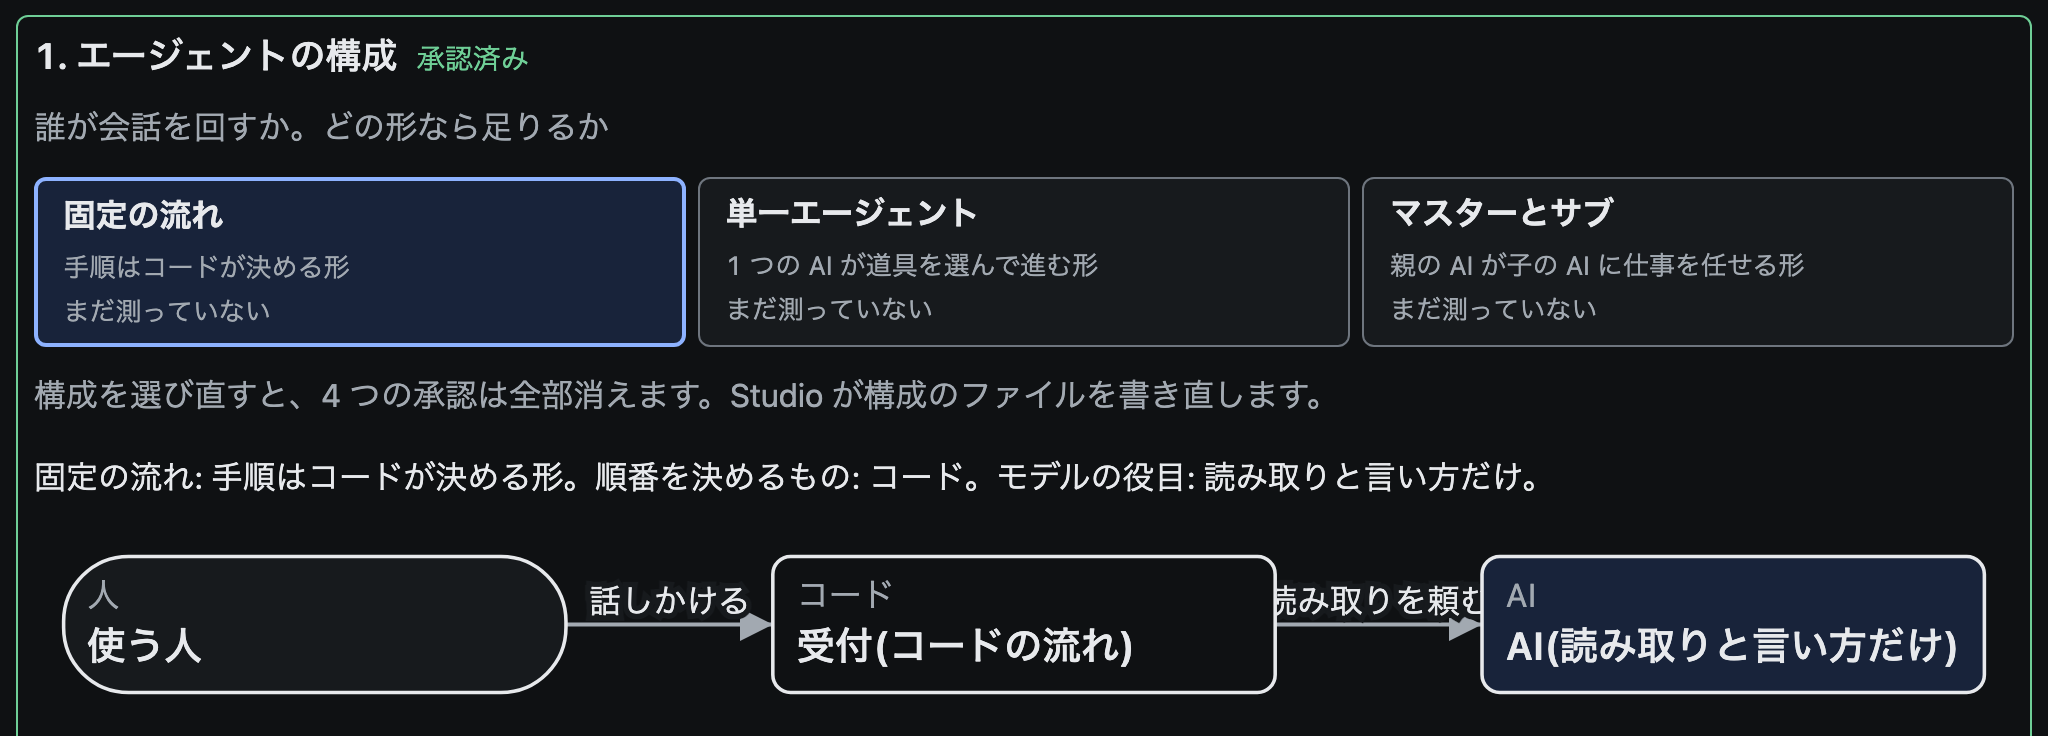 1. エージェントの構成 承認済み
誰が会話を回すか。どの形なら足りるか
固定の流れ
手順はコードが決める形
まだ測っていない
単一エージェント
1 つの AI が道具を選んで進む形
まだ測っていない
マスターとサブ
親の AI が子の AI に仕事を任せる形
まだ測っていない
構成を選び直すと、4 つの承認は全部消えます。Studio が構成のファイルを書き直します。
固定の流れ: 手順はコードが決める形。順番を決めるもの: コード。モデルの役目: 読み取りと言い方だけ。
人
使う人
話しかける
コード
受付(コードの流れ)
読み取りを頼む
AI
AI(読み取りと言い方だけ)